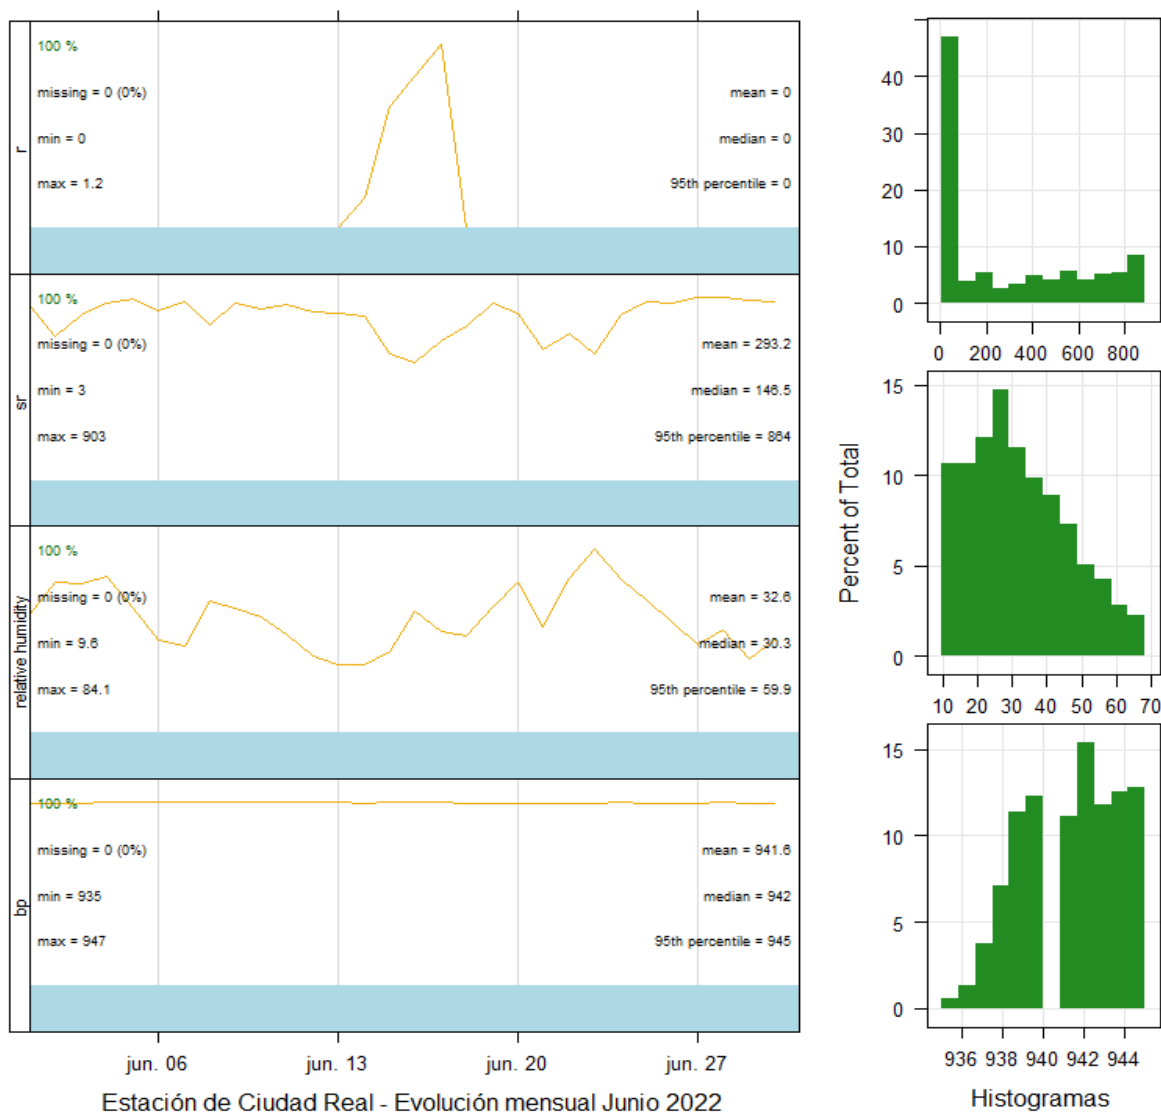 r
100 %
missing = 0 (0%)
min = 0
max = 1.2
mean = 0
median = 0
95th percentile = 0
sr
100 %
missing = 0 (0%)
min = 3
max = 903
mean = 293.2
median = 146.5
95th percentile = 864
relative humidity
100 %
missing = 0 (0%)
min = 9.6
max = 84.1
mean = 32.6
median = 30.3
95th percentile = 59.9
bp
100 %
missing = 0 (0%)
min = 935
max = 947
mean = 941.6
median = 942
95th percentile = 945
jun. 06 jun. 13 jun. 20 jun. 27
Estación de Ciudad Real - Evolución mensual Junio 2022
Percent of Total
40
30
20
10
0
0 200 400 600 800
15
10
5
0
10 20 30 40 50 60 70
15
10
5
0
936 938 940 942 944
Histogramas